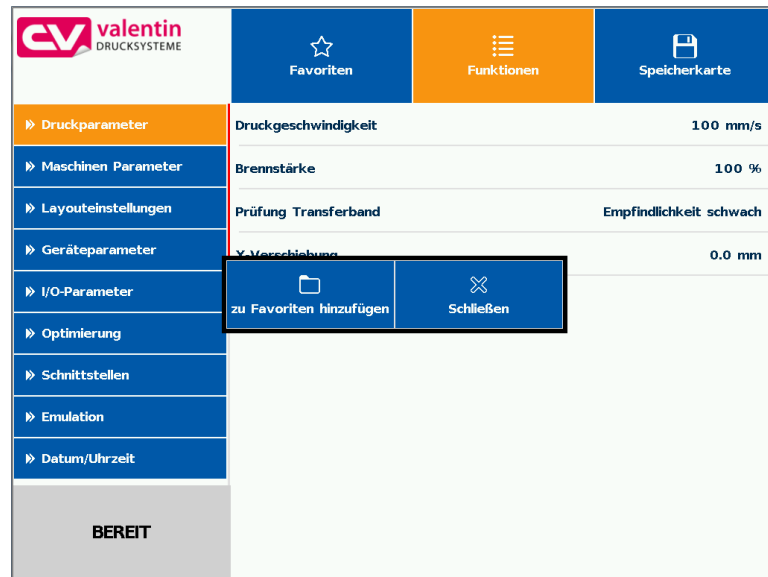 valentin
DRUCKSYSTEME
Favoriten
Funktionen
Speicherkarte
Druckparameter
Maschinen Parameter
Layouteinstellungen
Geräteparameter
I/O-Parameter
Optimierung
Schnittstellen
Emulation
Datum/Uhrzeit
BEREIT
Druckgeschwindigkeit 100 mm/s
Brennstärke 100 %
Prüfung Transferband Empfindlichkeit schwach
X-Verschiebung 0.0 mm
zu Favoriten hinzufügen
Schließen